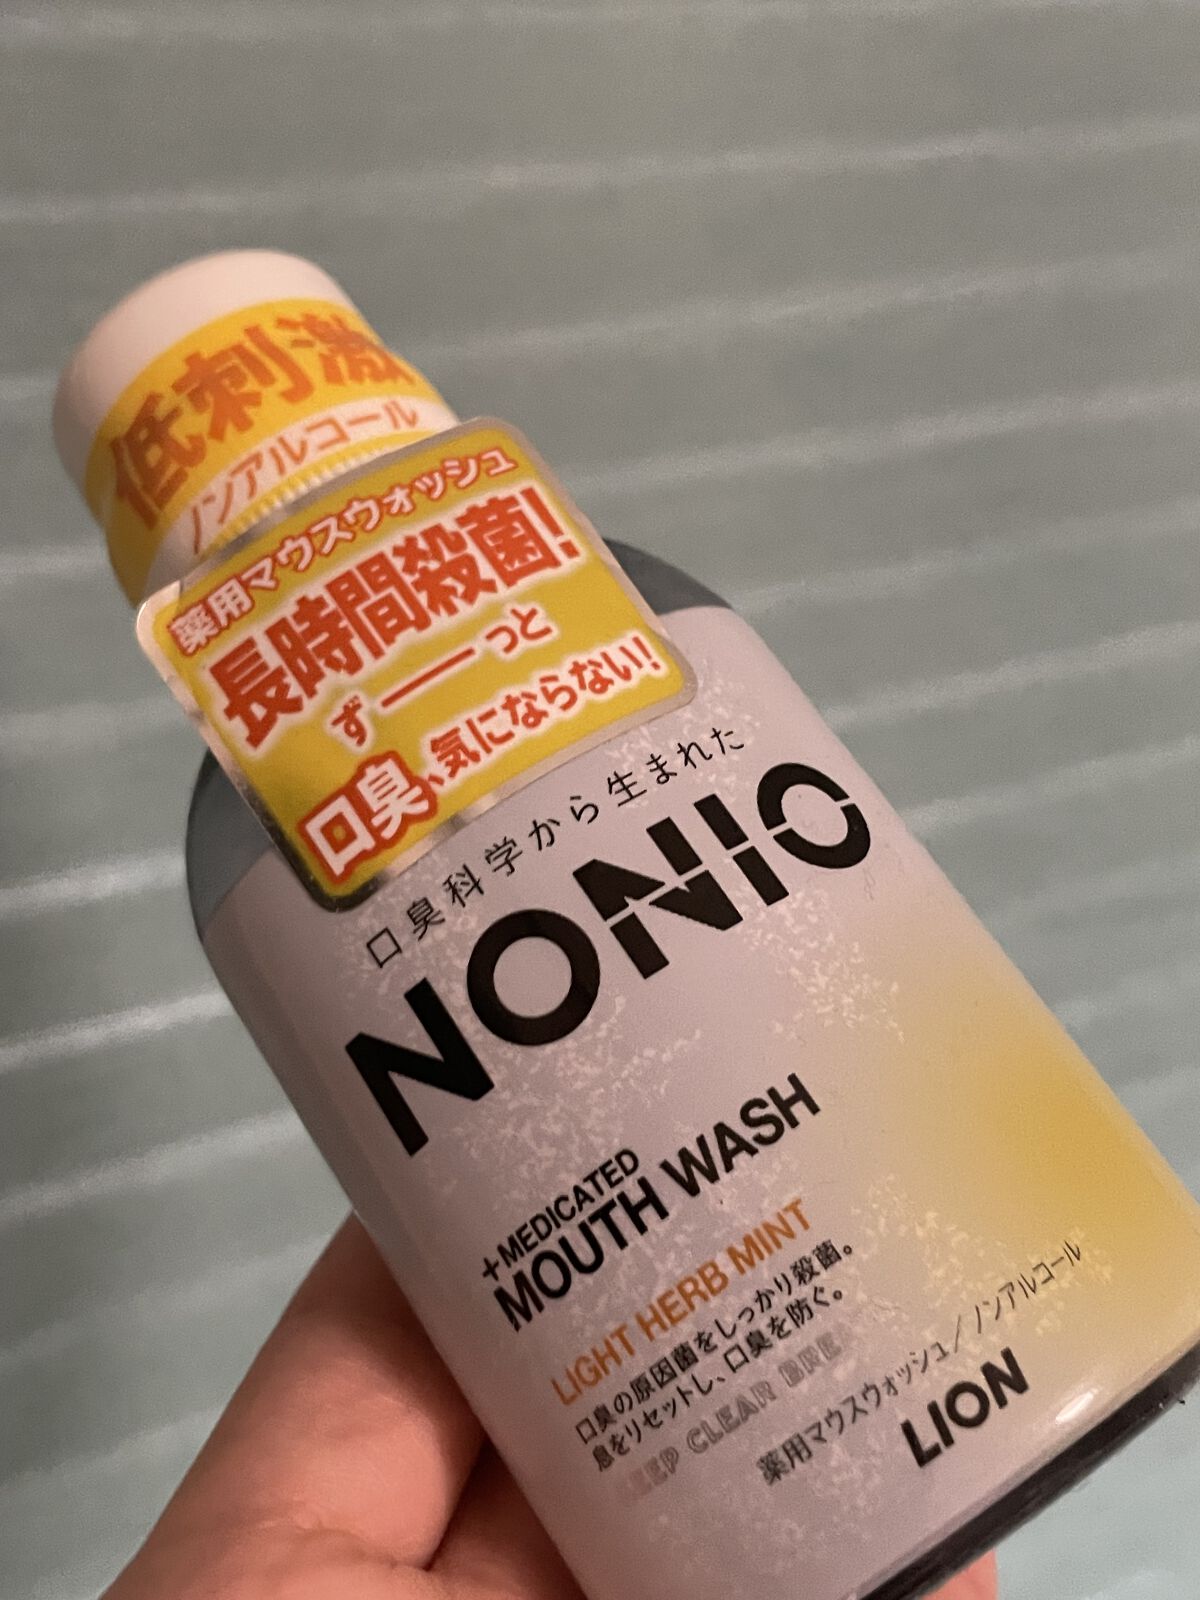 低刺激
ノンアルコール
薬用マウスウォッシュ
長時間殺菌!
ずーーっと
口臭、気にならない!
口臭科学から生まれた
NONIO
+MEDICATED
MOUTH WASH
LIGHT HERB MINT
口臭の原因菌をしっかり殺菌。
息をリセットし、口臭を防ぐ。
KEEP CLEAR
薬用マウスウォッシュ/ノンアルコール
LION